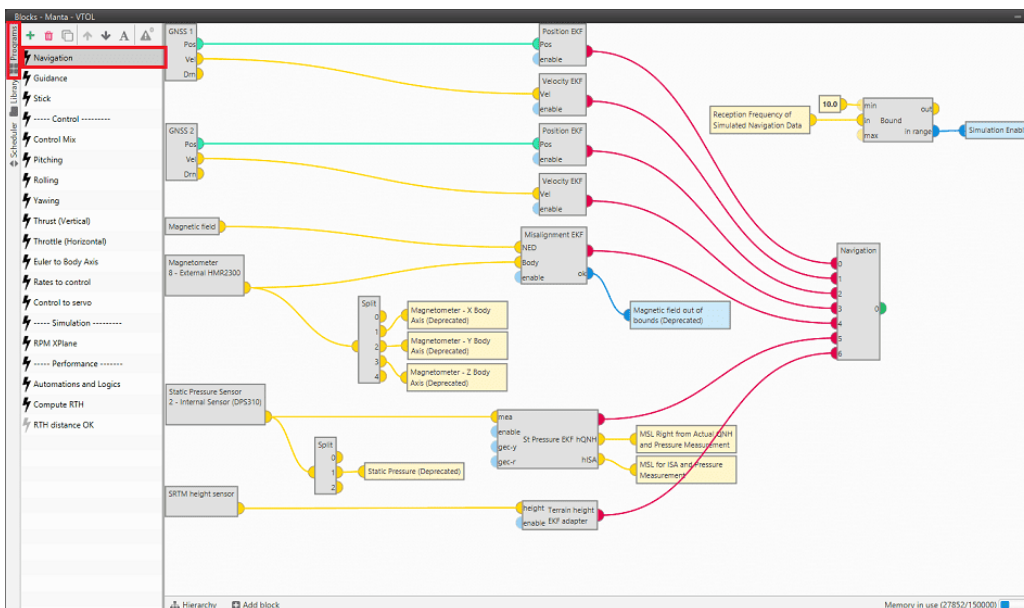 Blocks - Manta - VTOL
Programs
Library
Scheduler
A
Navigation
Guidance
Stick
----- Control ---------
Control Mix
Pitching
Rolling
Yawing
Thrust (Vertical)
Throttle (Horizontal)
Euler to Body Axis
Rates to control
Control to servo
----- Simulation ---------
RPM XPlane
----- Performance -------
Automations and Logics
Compute RTH
RTH distance OK
GNSS 1
Pos
Vel
Drn
GNSS 2
Pos
Vel
Drn
Magnetic field
Magnetometer
8 - External HMR2300
Split
0
1
2
3
4
Magnetometer - X Body
Axis (Deprecated)
Magnetometer - Y Body
Axis (Deprecated)
Magnetometer - Z Body
Axis (Deprecated)
Static Pressure Sensor
2 - Internal Sensor (DPS310)
Split
0
1
2
Static Pressure (Deprecated)
SRTM height sensor
Position EKF
Pos
enable
Velocity EKF
Vel
enable
Position EKF
Pos
enable
Velocity EKF
Vel
enable
Misalignment EKF
NED
Body
enable
ok
Magnetic field out of
bounds (Deprecated)
mea
enable
gec-y
gec-r
St Pressure EKF
hQNH
hISA
MSL Right from Actual QNH
and Pressure Measurement
MSL for ISA and Pressure
Measurement
height
enable
Terrain height
EKF adapter
Reception Frequency of
Simulated Navigation Data
10.0
min
in
max
Bound
out
in range
Simulation Enabl
Navigation
0
1
2
3
4
5
6
0
Hierarchy
Add block
Memory in use (27852/150000)